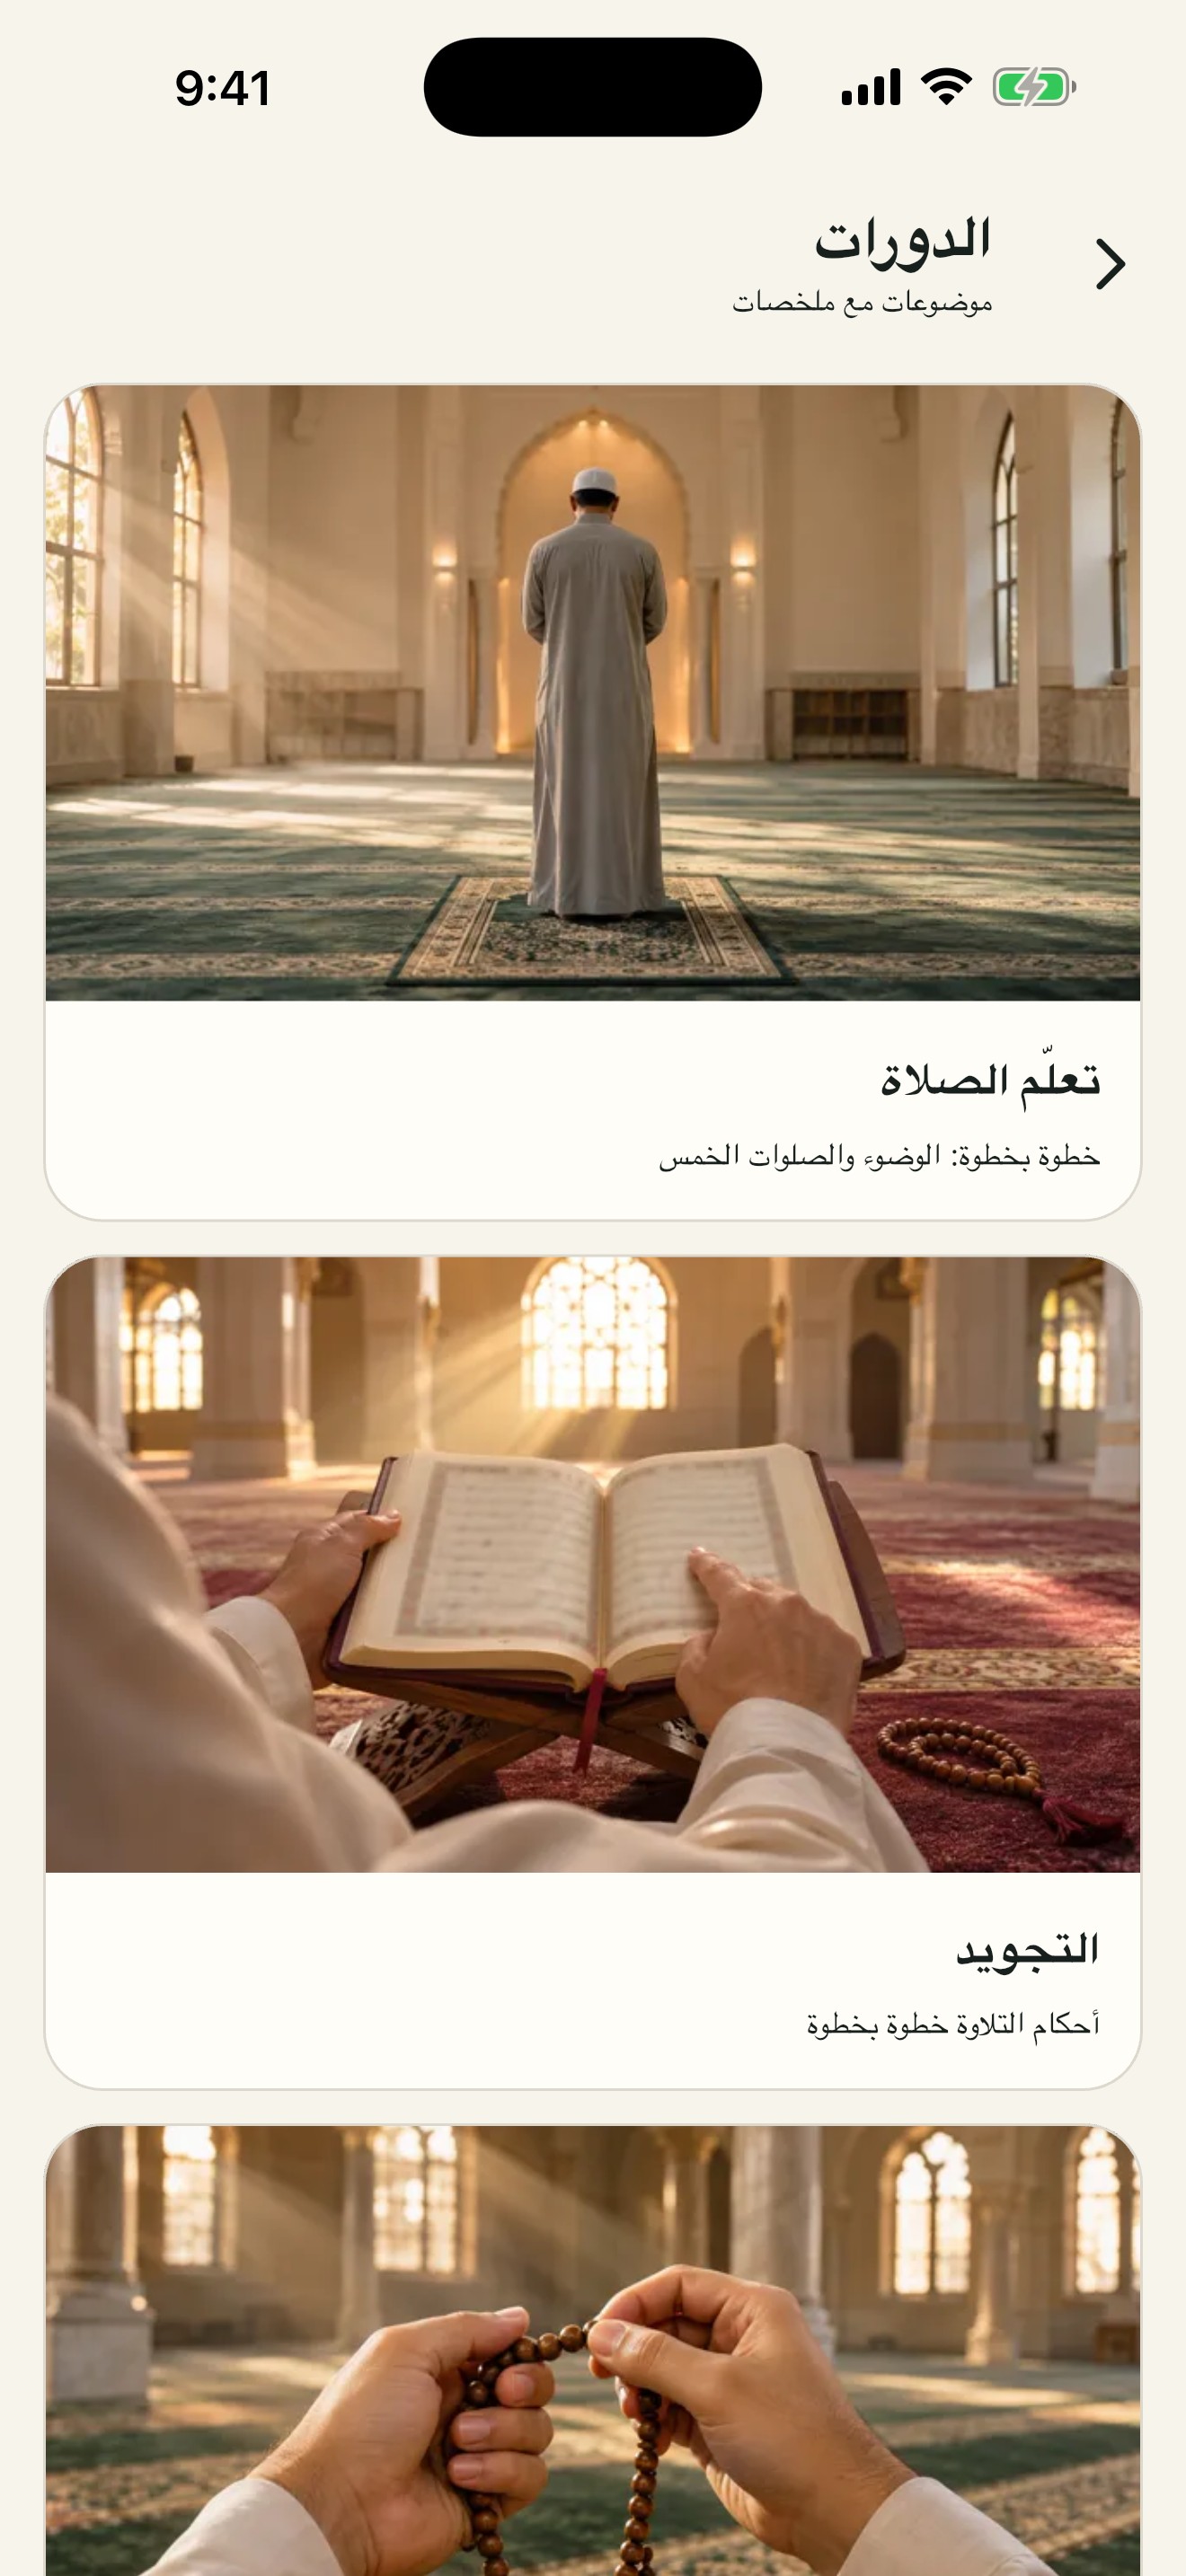 9:41
الدورات
موضوعات مع ملخصات
تعلّم الصلاة
خطوة بخطوة: الوضوء والصلوات الخمس
التجويد
أحكام التلاوة خطوة بخطوة